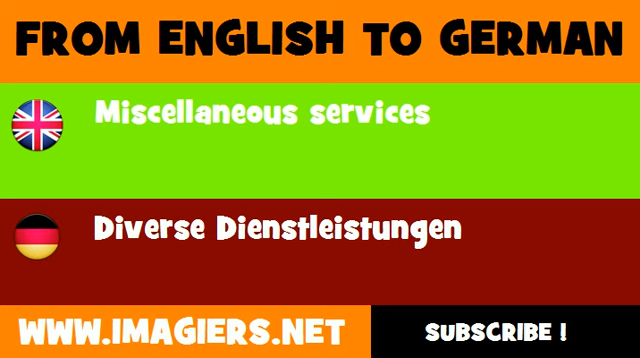 FROM ENGLISH TO GERMAN
Miscellaneous services
Diverse Dienstleistungen
WWW.IMAGIERS.NET
SUBSCRIBE !